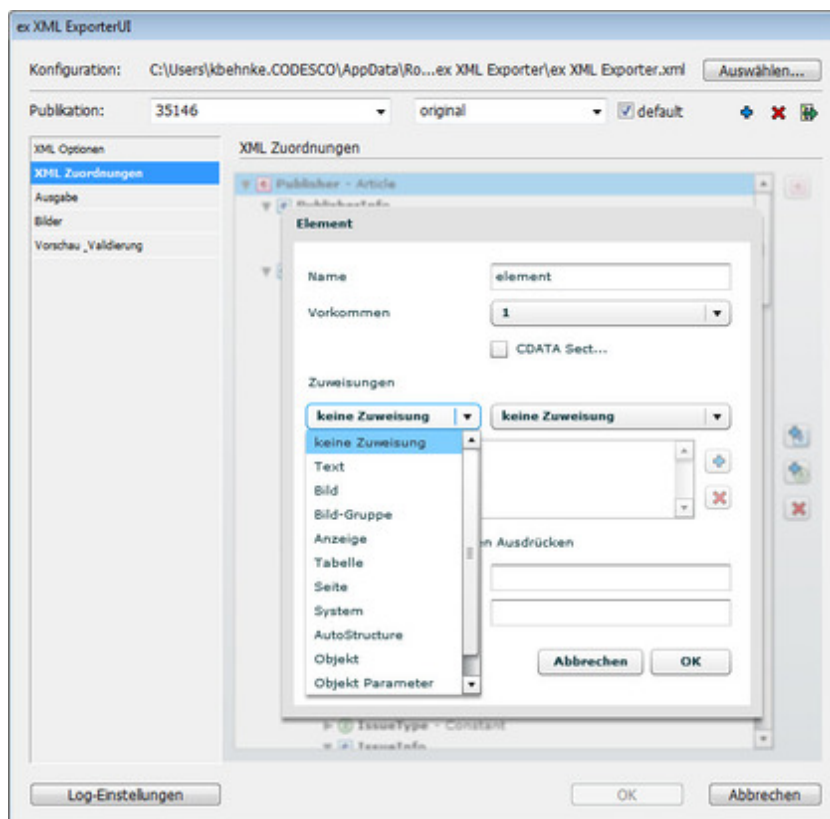 ex XML ExporterUI
Konfiguration: C:\Users\kbehnke.CODESCO\AppData\Ro...ex XML Exporter\ex XML Exporter.xml Auswählen...
Publikation: 35146 original default
XML Optionen
XML Zuordnungen
Ausgabe
Bilder
Vorschau _Validierung
XML Zuordnungen
Publisher - Article
PublisherInfo
Element
Name element
Vorkommen 1
CDATA Sect...
Zuweisungen
keine Zuweisung keine Zuweisung
keine Zuweisung
Text
Bild
Bild-Gruppe
Anzeige
Tabelle
en Ausdrücken
Seite
System
AutoStructure
Objekt
Objekt Parameter
Abbrechen OK
IssueType - Constant
IssueInfo
Log-Einstellungen OK Abbrechen